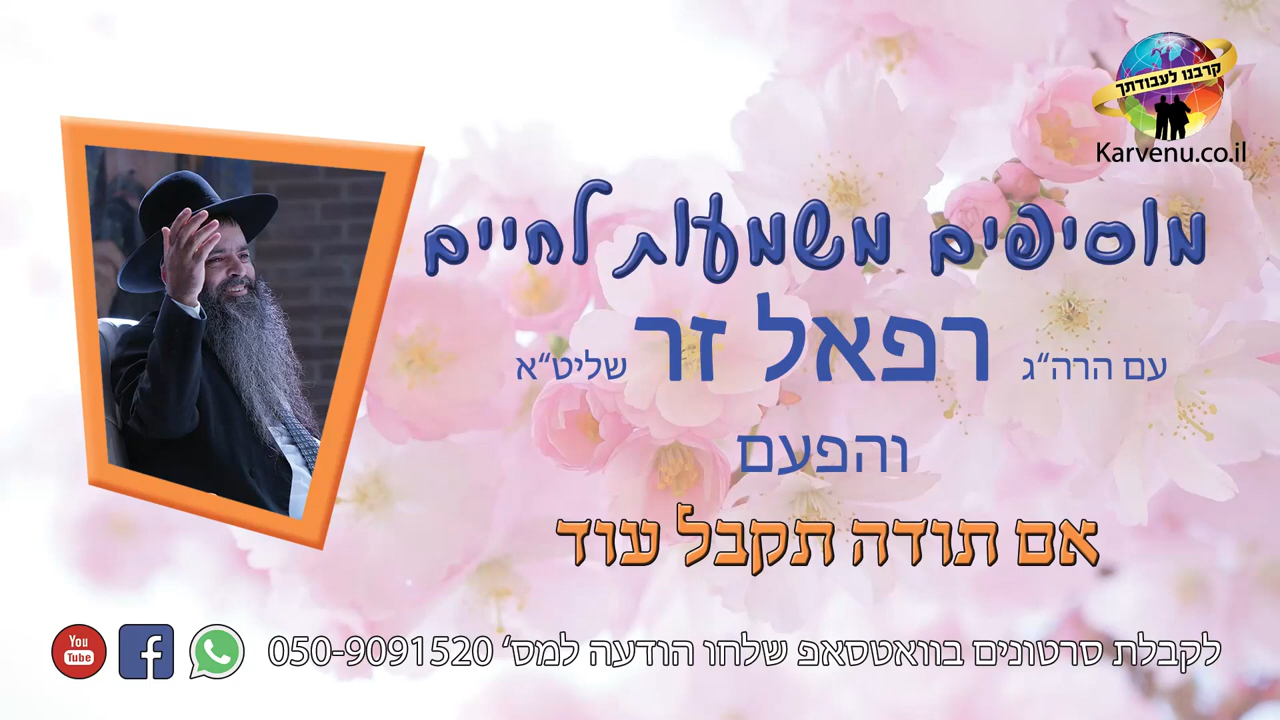 קרבנו לעבודתך
Karvenu.co.il
מוסיפים משמעות לחיים
עם הרה"ג רפאל זר שליט"א
והפעם
אם תודה תקבל עוד
לקבלת סרטונים בוואטסאפ שלחו הודעה למס' 050-9091520
You
Tube